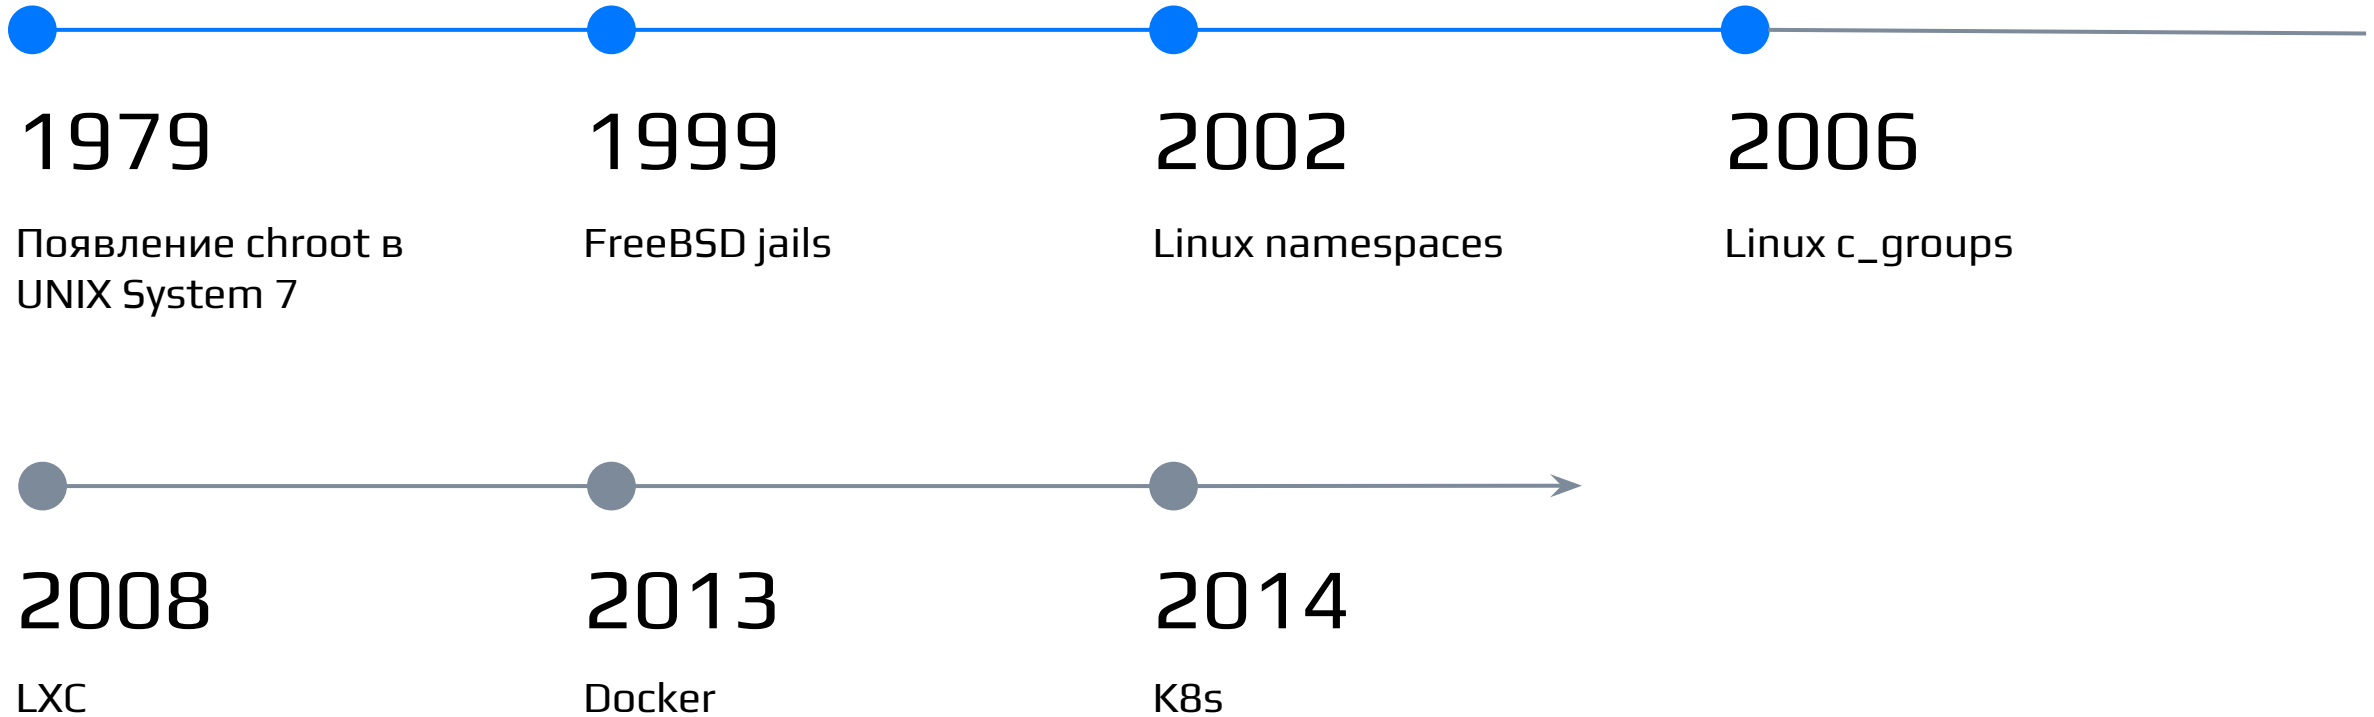 1979
1999
2002
2006
Появление chroot в
UNIX System 7
FreeBSD jails
Linux namespaces
Linux c_groups
2008
2013
2014
LXC
Docker
K8s